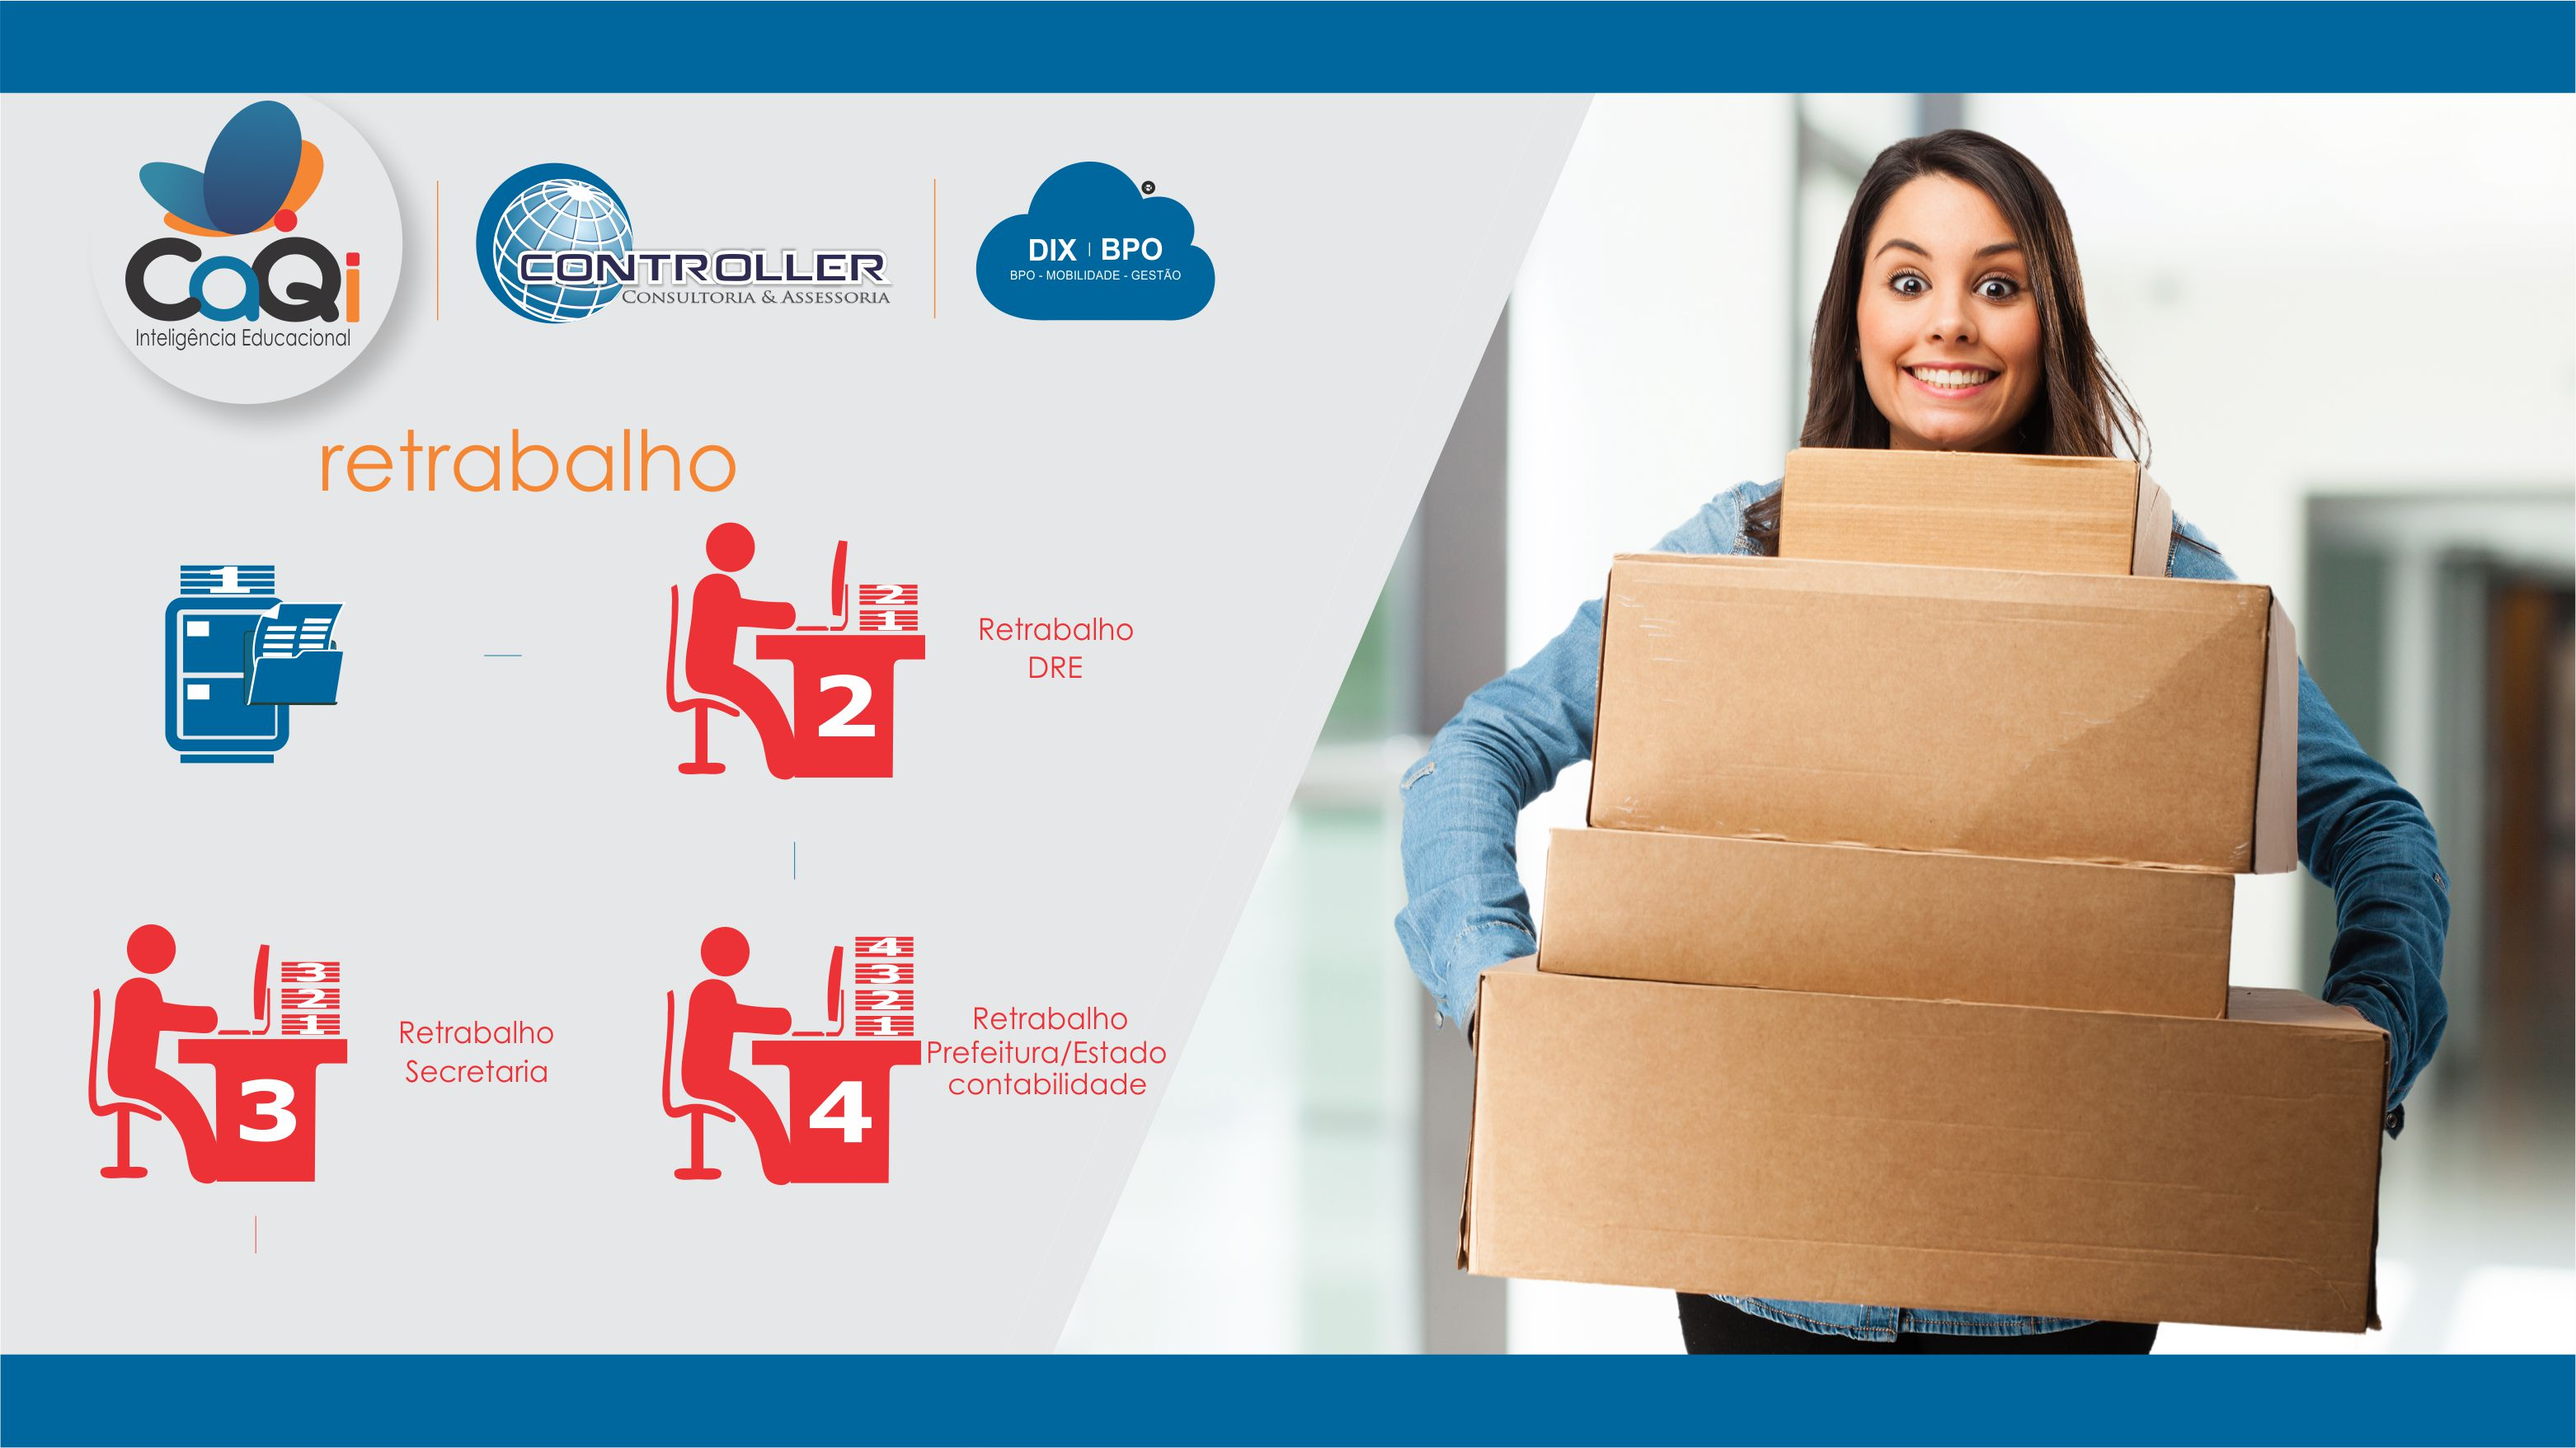 CaQi
Inteligência Educacional
CONTROLLER
CONSULTORIA & ASSESSORIA
DIX | BPO
BPO - MOBILIDADE - GESTÃO
retrabalho
1
2
1
2
Retrabalho
DRE
3
2
1
3
Retrabalho
Secretaria
4
3
2
1
4
Retrabalho
Prefeitura/Estado
contabilidade